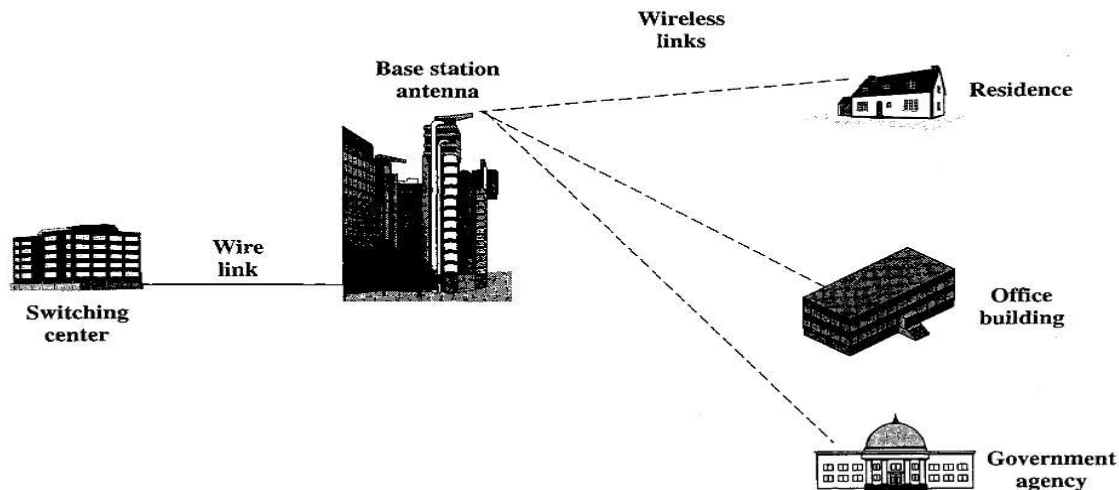 Wireless
links
Base station
antenna
Residence
Wire
link
Switching
center
Office
building
Government
agency